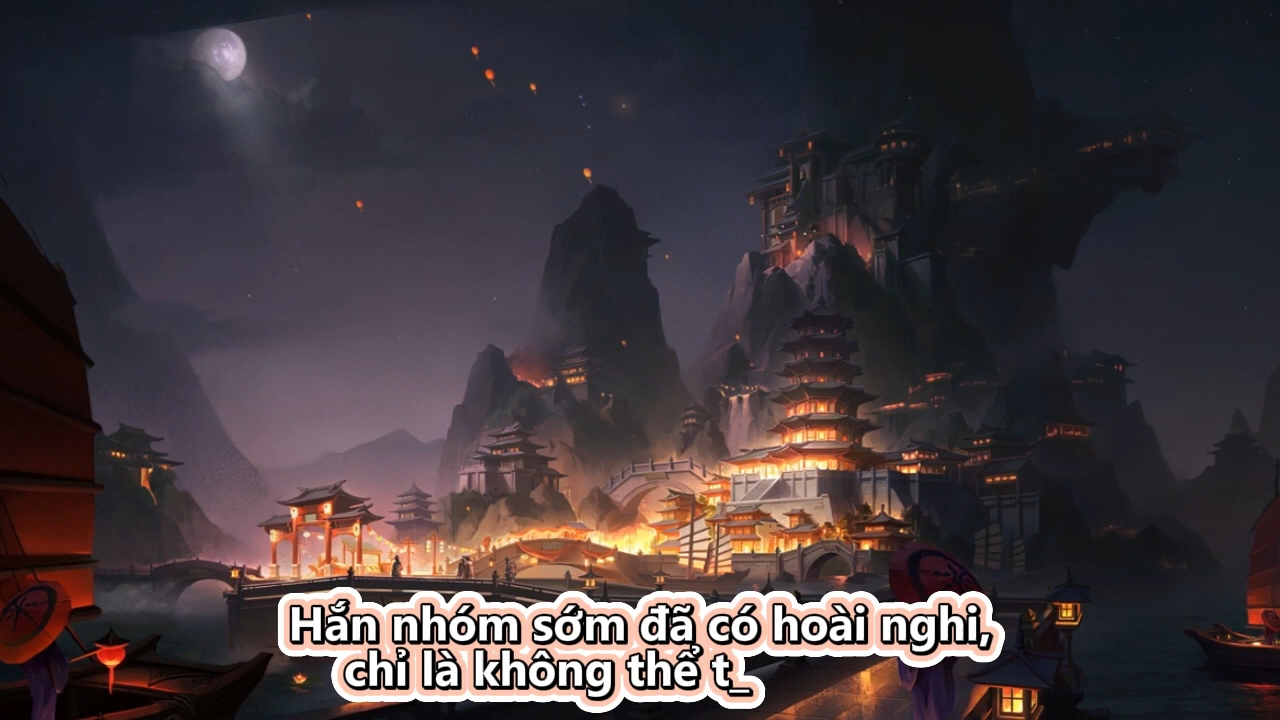 Hắn nhóm sớm đã có hoài nghi,
chỉ là không thể t_